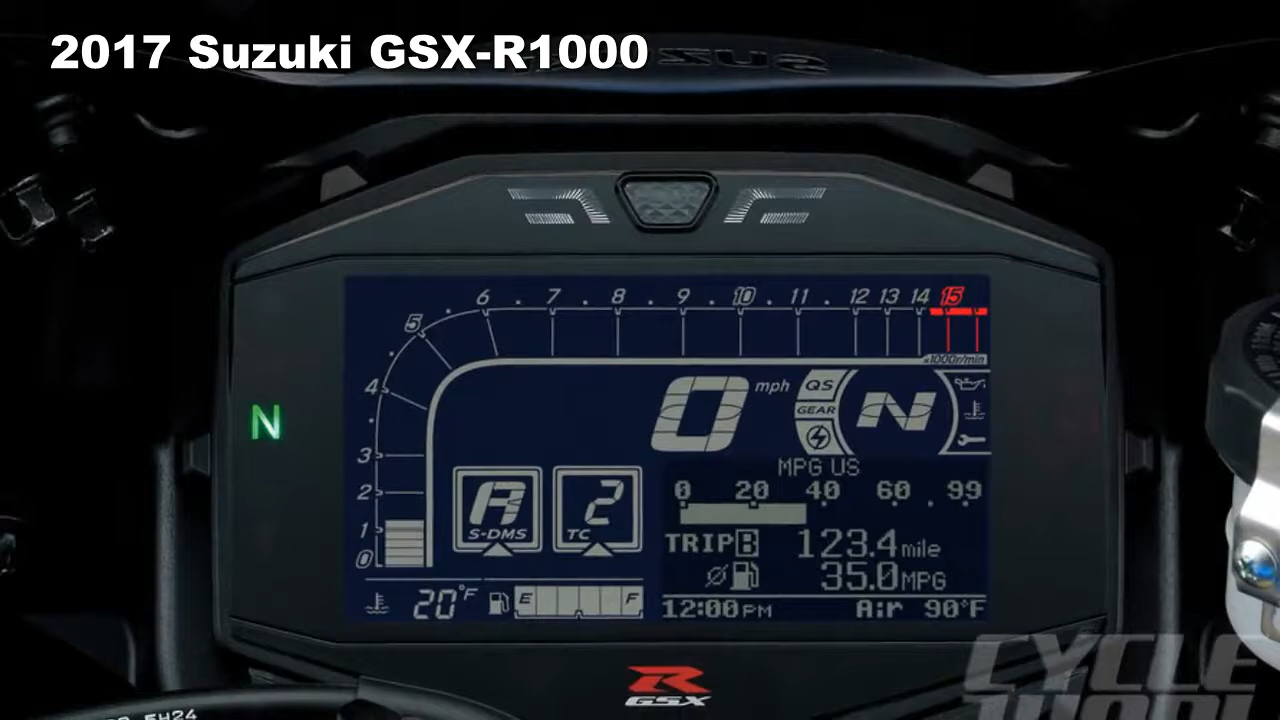 2017 Suzuki GSX-R1000
6 . 7 . 8 . 9 . 10 . 11 . 12 13 14 15
x1000r/min
5
4
3
2
1
0
N
0 mph
QS
GEAR
N
MPG US
0 20 40 60 . 99
A
S-DMS
2
TC
TRIP B 123.4 mile
35.0 MPG
20°F
E F
12:00 PM Air 90°F
R
GSX
CYCLE
EH24